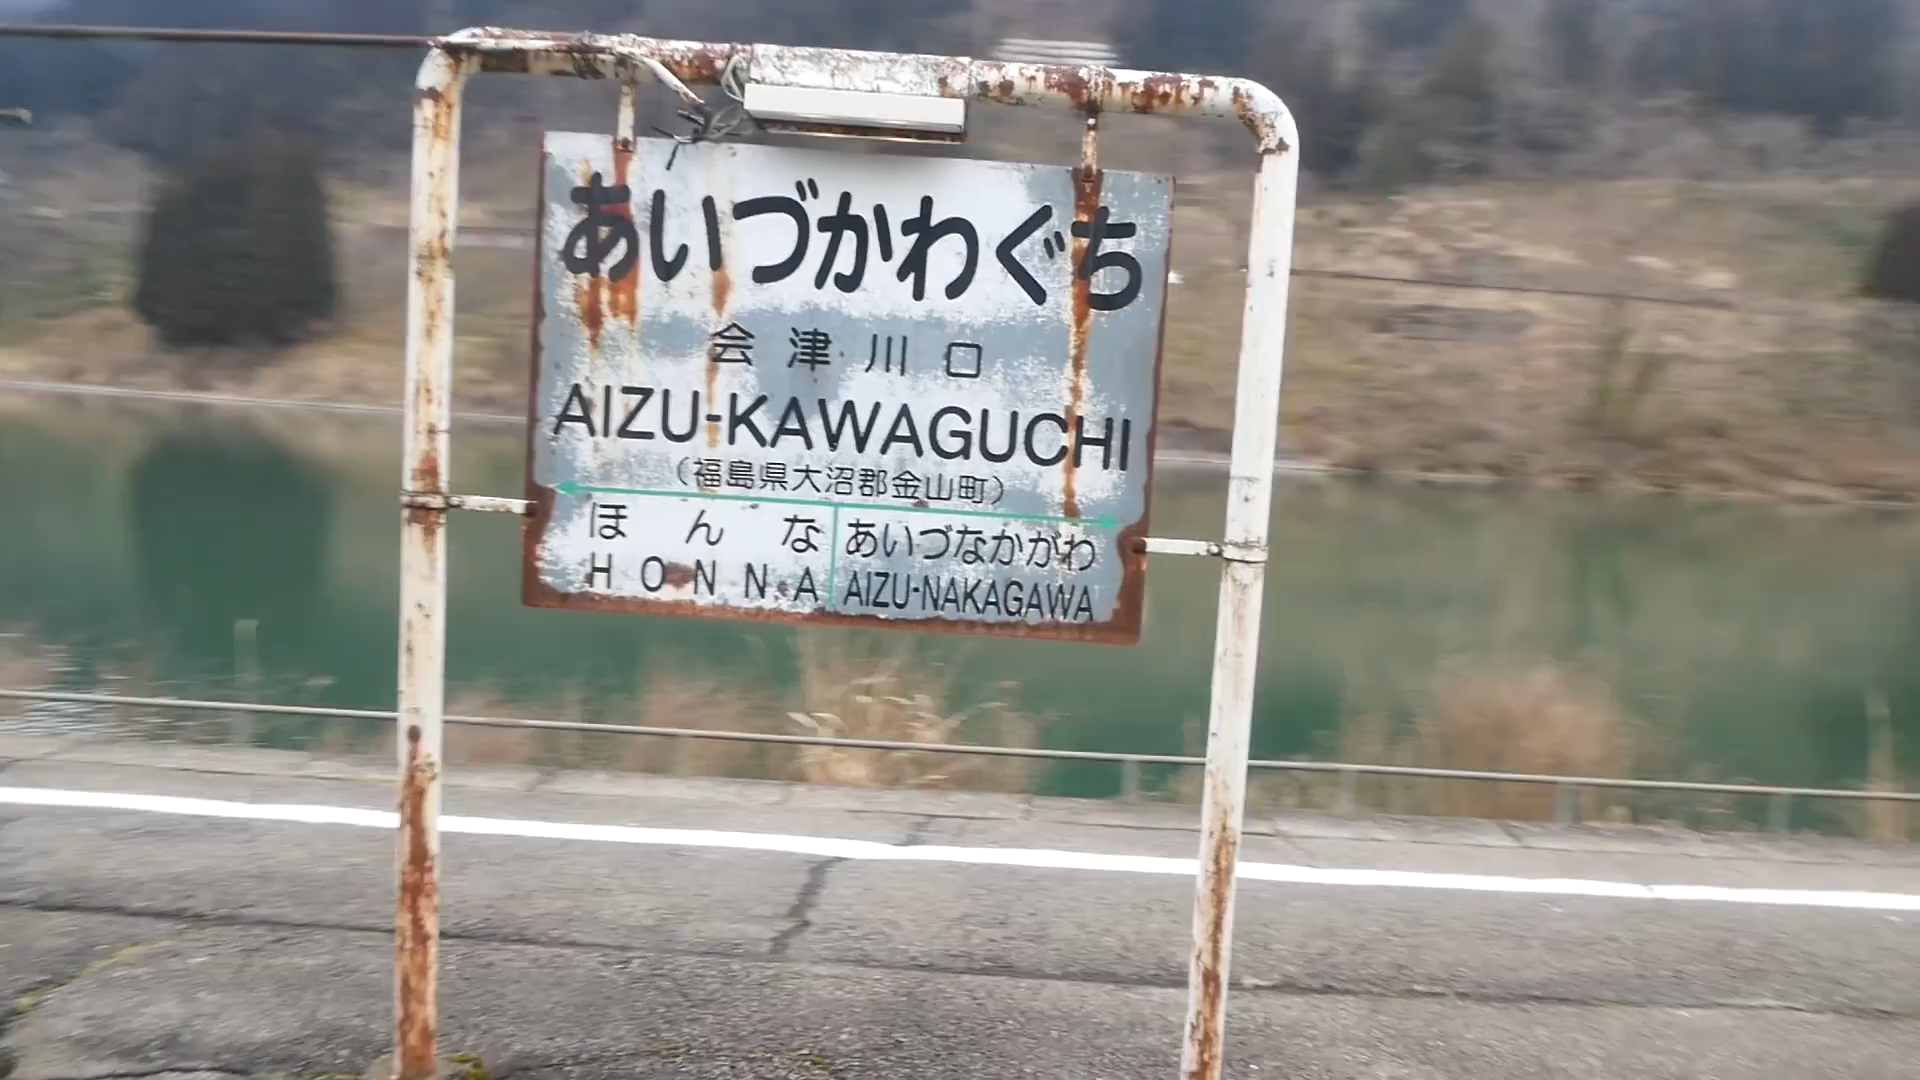 あいづかわぐち
会津川口
AIZU-KAWAGUCHI
(福島県大沼郡金山町)
ほんな あいづなかがわ
HONNA AIZU-NAKAGAWA